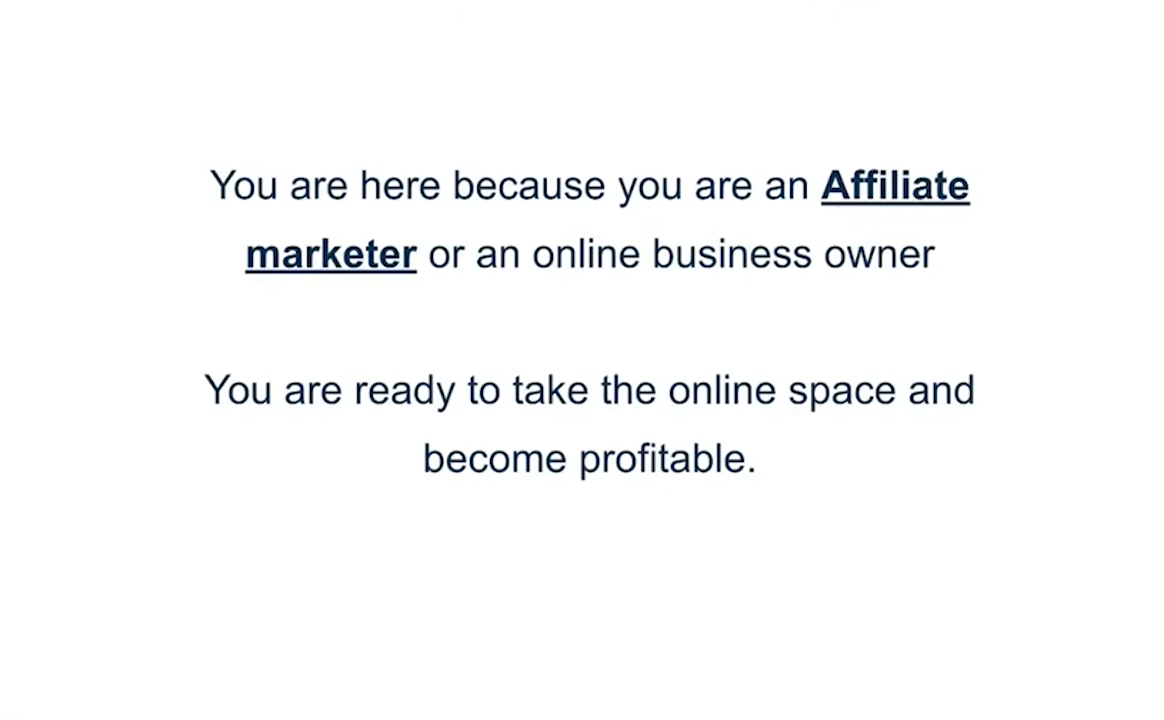 You are here because you are an Affiliate
marketer or an online business owner
You are ready to take the online space and
become profitable.